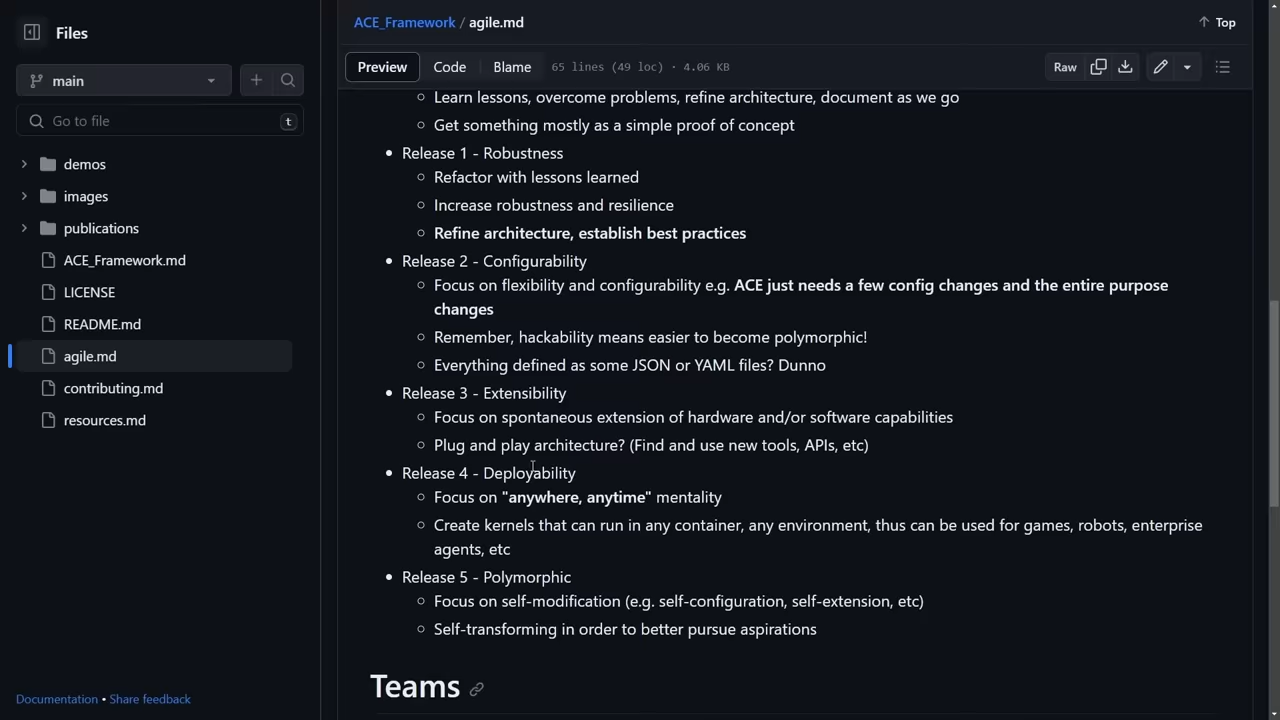 Files
ACE_Framework / agile.md
Top
main
Preview Code Blame 65 lines (49 loc) · 4.06 KB
Raw
Go to file
t
demos
images
publications
ACE_Framework.md
LICENSE
README.md
agile.md
contributing.md
resources.md
Documentation • Share feedback
Learn lessons, overcome problems, refine architecture, document as we go
Get something mostly as a simple proof of concept
Release 1 - Robustness
Refactor with lessons learned
Increase robustness and resilience
Refine architecture, establish best practices
Release 2 - Configurability
Focus on flexibility and configurability e.g. ACE just needs a few config changes and the entire purpose
changes
Remember, hackability means easier to become polymorphic!
Everything defined as some JSON or YAML files? Dunno
Release 3 - Extensibility
Focus on spontaneous extension of hardware and/or software capabilities
Plug and play architecture? (Find and use new tools, APIs, etc)
Release 4 - Deployability
Focus on "anywhere, anytime" mentality
Create kernels that can run in any container, any environment, thus can be used for games, robots, enterprise
agents, etc
Release 5 - Polymorphic
Focus on self-modification (e.g. self-configuration, self-extension, etc)
Self-transforming in order to better pursue aspirations
Teams